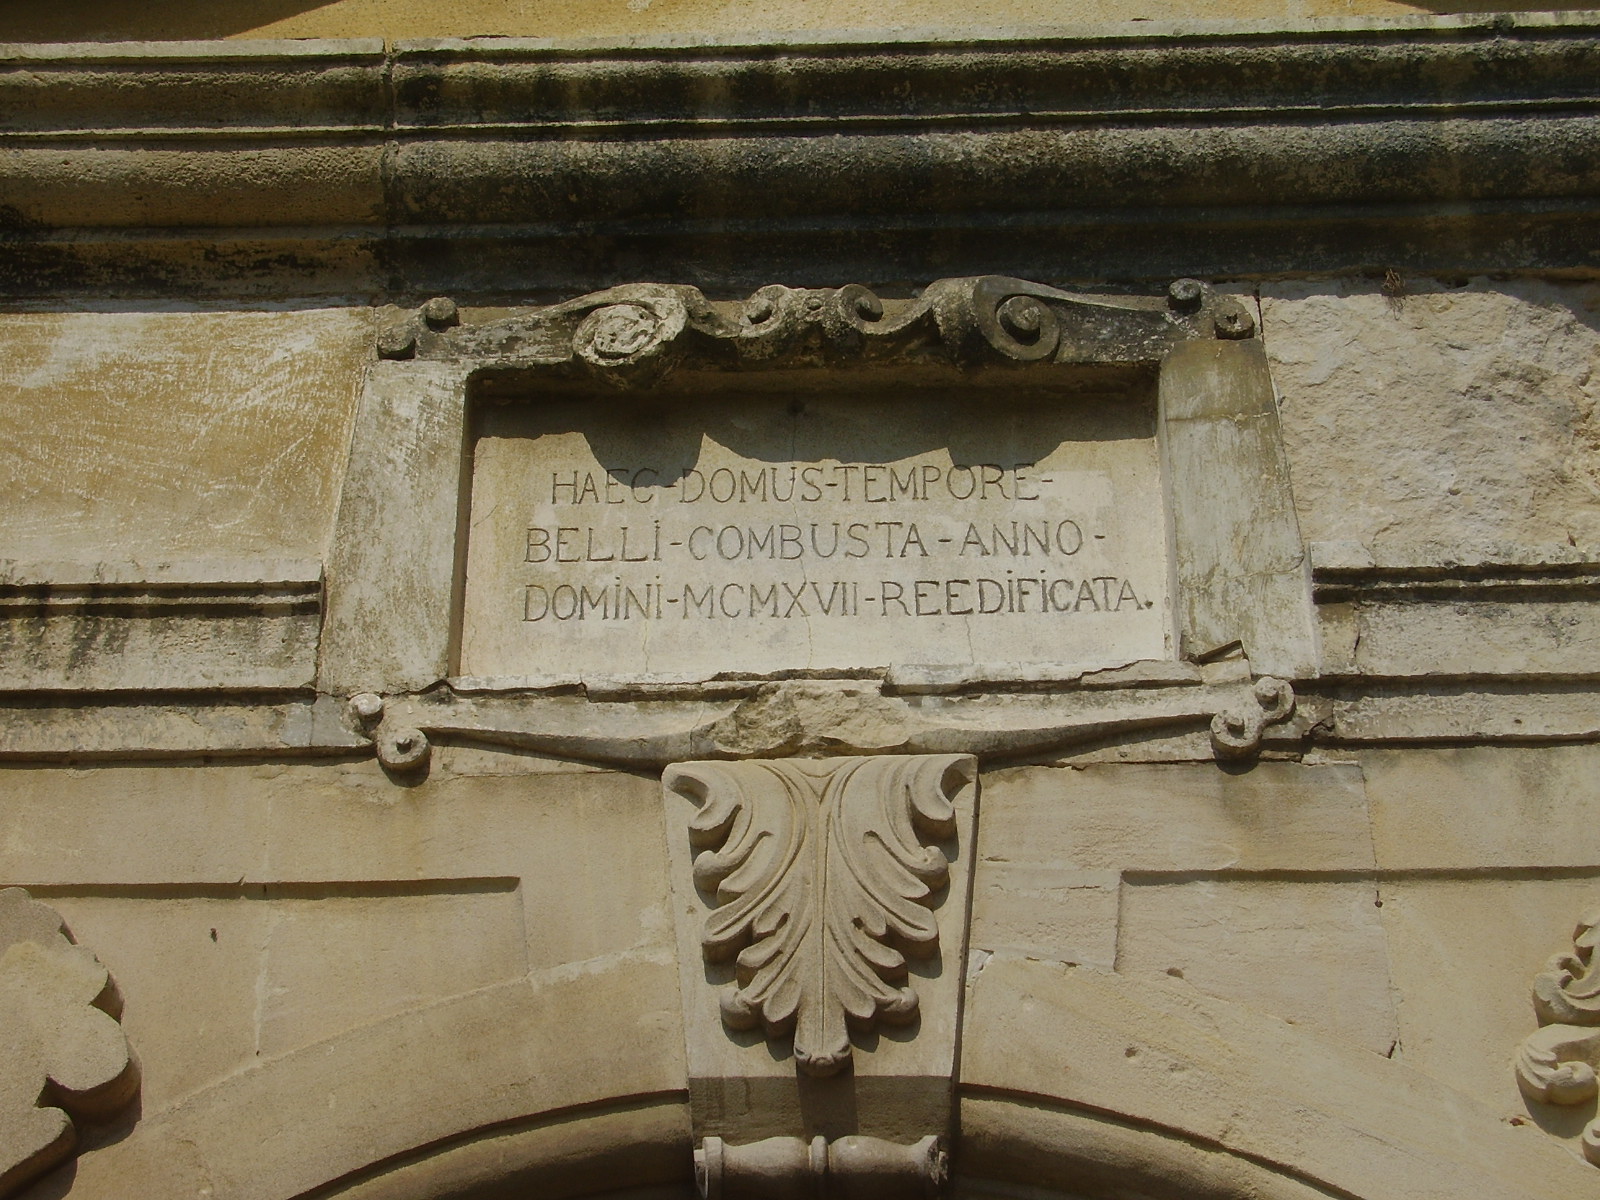 HAEC-DOMUS-TEMPORE-
BELLi-COMBUSTA-ANNO-
DOMiNi-MCMXVII-REEDiFiCATA.